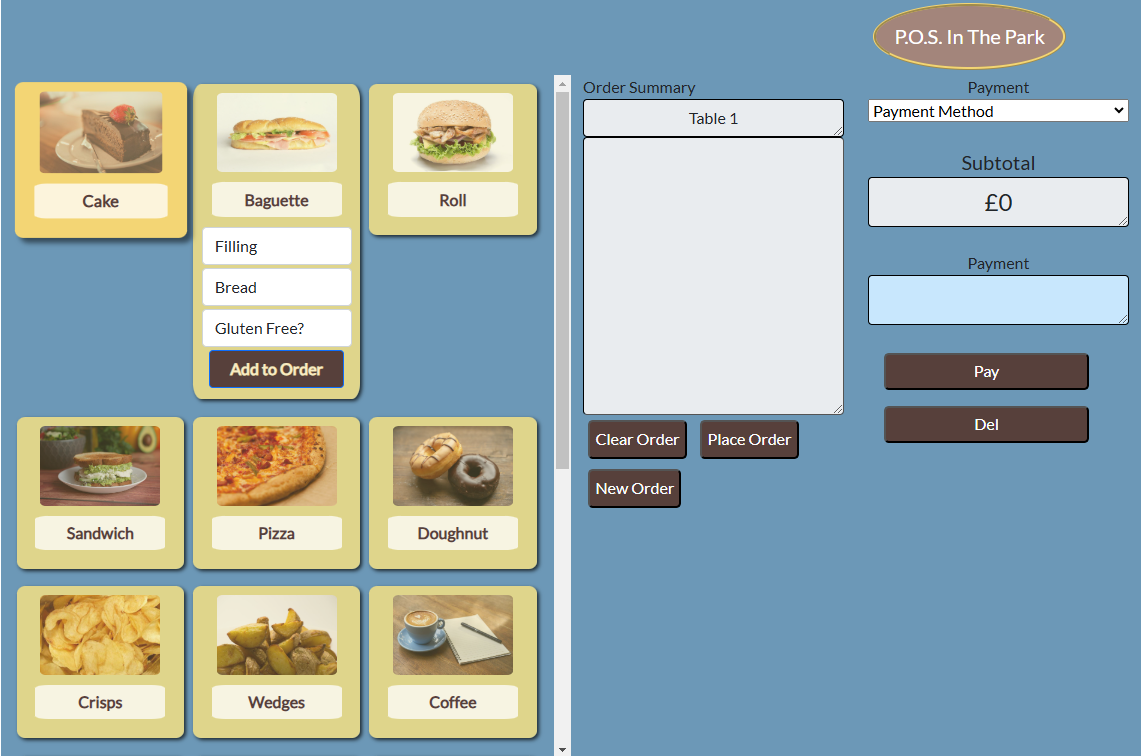 P.O.S. In The Park
Cake
Baguette
Roll
Filling
Bread
Gluten Free?
Add to Order
Sandwich
Pizza
Doughnut
Crisps
Wedges
Coffee
Order Summary
Table 1
Clear Order
Place Order
New Order
Payment
Payment Method
Subtotal
£0
Payment
Pay
Del